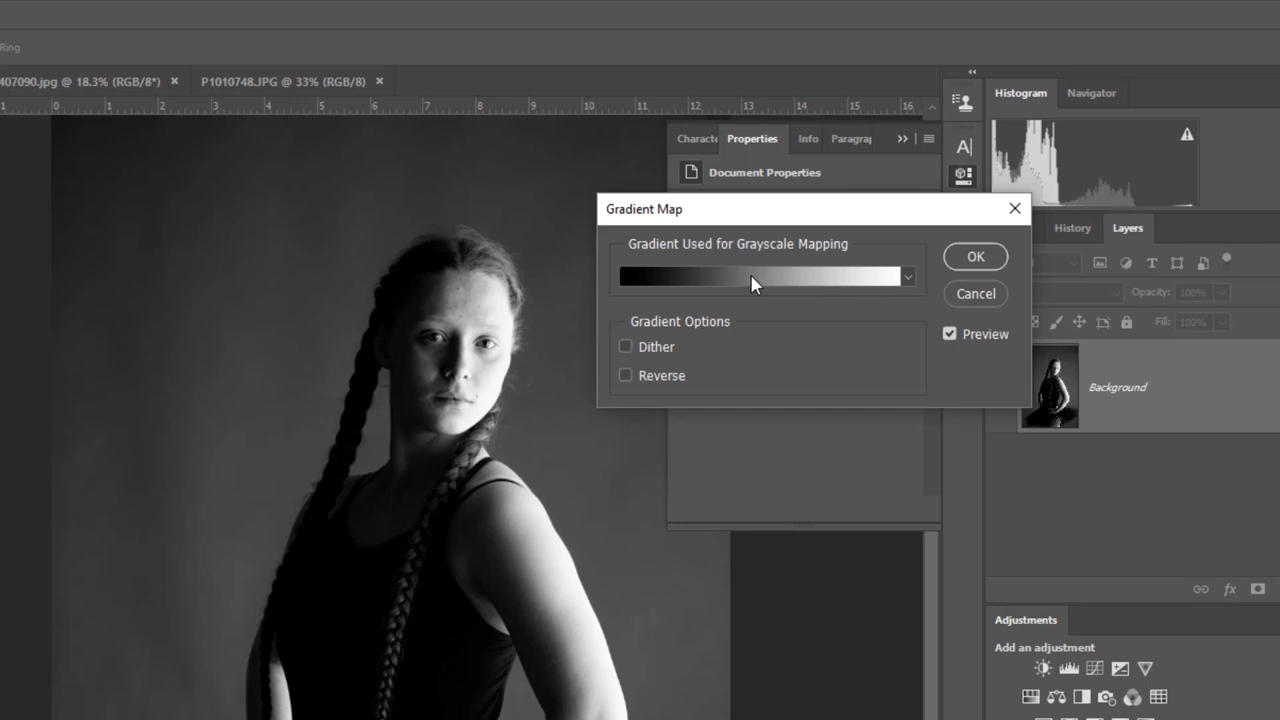 Ring
407090.jpg @ 18.3% (RGB/8*) × P1010748.JPG @ 33% (RGB/8) ×
1 0 1 2 3 4 5 6 7 8 9 10 11 12 13 14 15 16
Histogram Navigator
Characte Properties Info Paragrap
A|
Document Properties
Gradient Map
Gradient Used for Grayscale Mapping
OK
Cancel
Gradient Options
Dither
Reverse
Preview
History Layers
T
Opacity: 100%
Fill: 100%
Background
fx
Adjustments
Add an adjustment